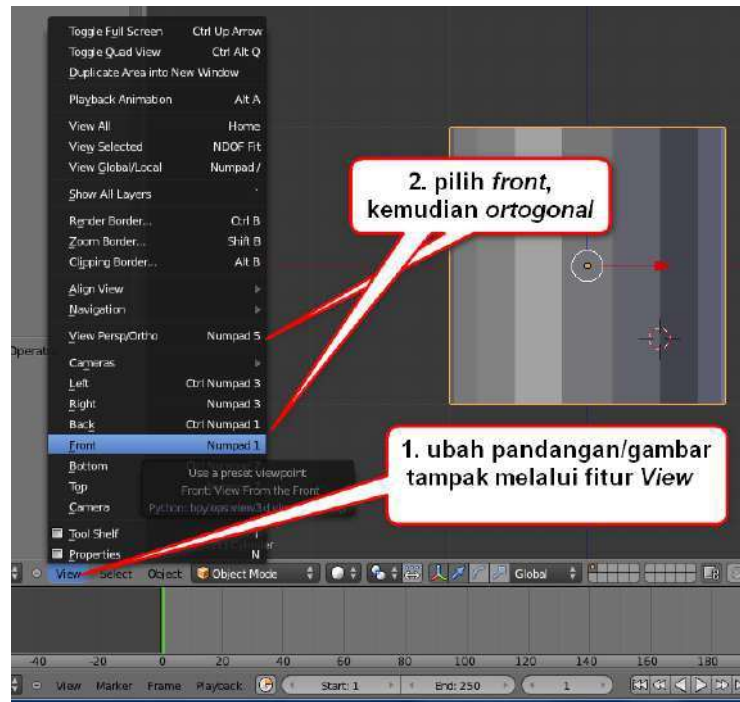 Toggle Full Screen Ctrl Up Arrow
Toggle Quad View Ctrl Alt Q
Duplicate Area into New Window
Playback Animation Alt A
View All Home
View Selected NDOF Fit
View Global/Local Numpad /
Show All Layers `
Render Border... Ctrl B
Zoom Border... Shift B
Clipping Border... Alt B
Align View
Navigation
View Persp/Ortho Numpad 5
Cameras
Left Ctrl Numpad 3
Right Numpad 3
Back Ctrl Numpad 1
Front Numpad 1
Bottom
Top
Camera
Tool Shelf
Properties N
Use a preset viewpoint
Front: View From the Front
Python:
2. pilih front,
kemudian ortogonal
1. ubah pandangan/gambar
tampak melalui fitur View
View Select Object Object Mode Global
-40 -20 0 20 40 60 80 100 120 140 160 180
View Marker Frame Playback Start: 1 End: 250 1